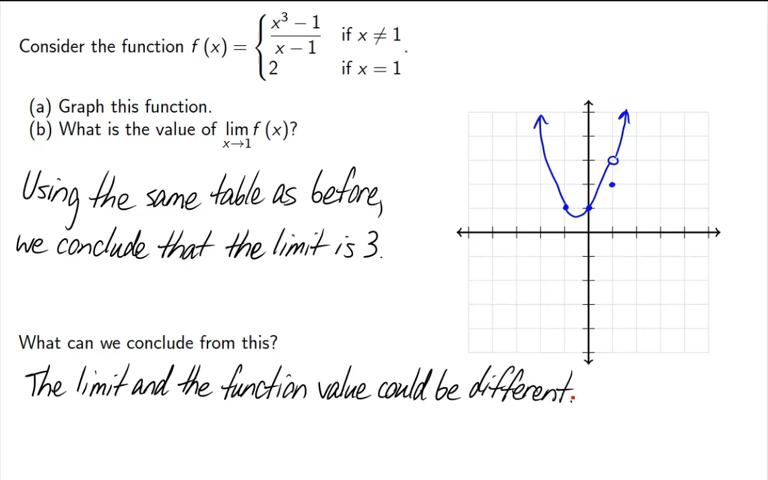 Consider the function f (x) = { x³ − 1 / x − 1 if x ≠ 1
2 if x = 1 .
(a) Graph this function.
(b) What is the value of lim x→1 f (x)?
Using the same table as before,
we conclude that the limit is 3.
What can we conclude from this?
The limit and the function value could be different.